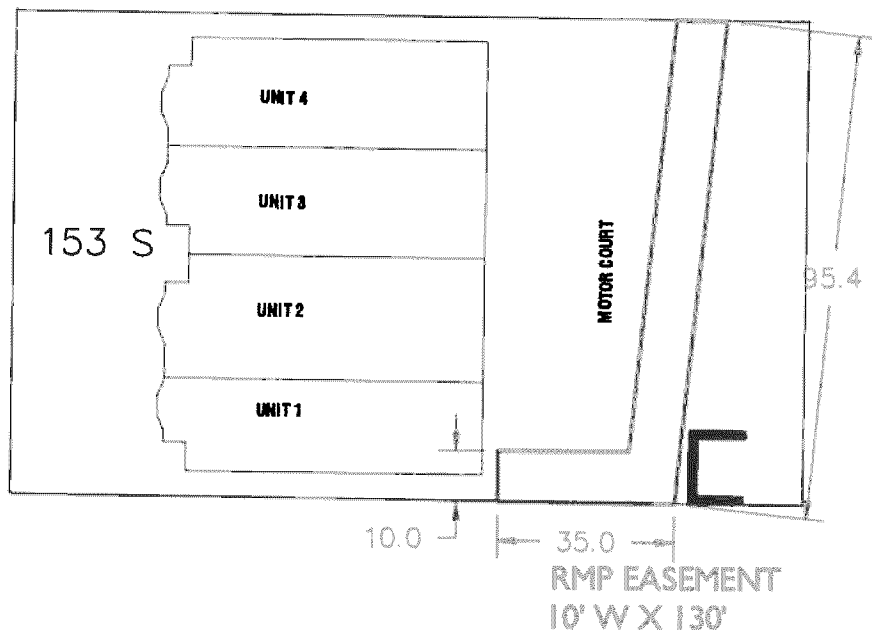 UNIT 4
UNIT 3
153 S
MOTOR COURT
95.4
UNIT 2
UNIT 1
10.0
35.0
RMP EASEMENT
10' W X 130'